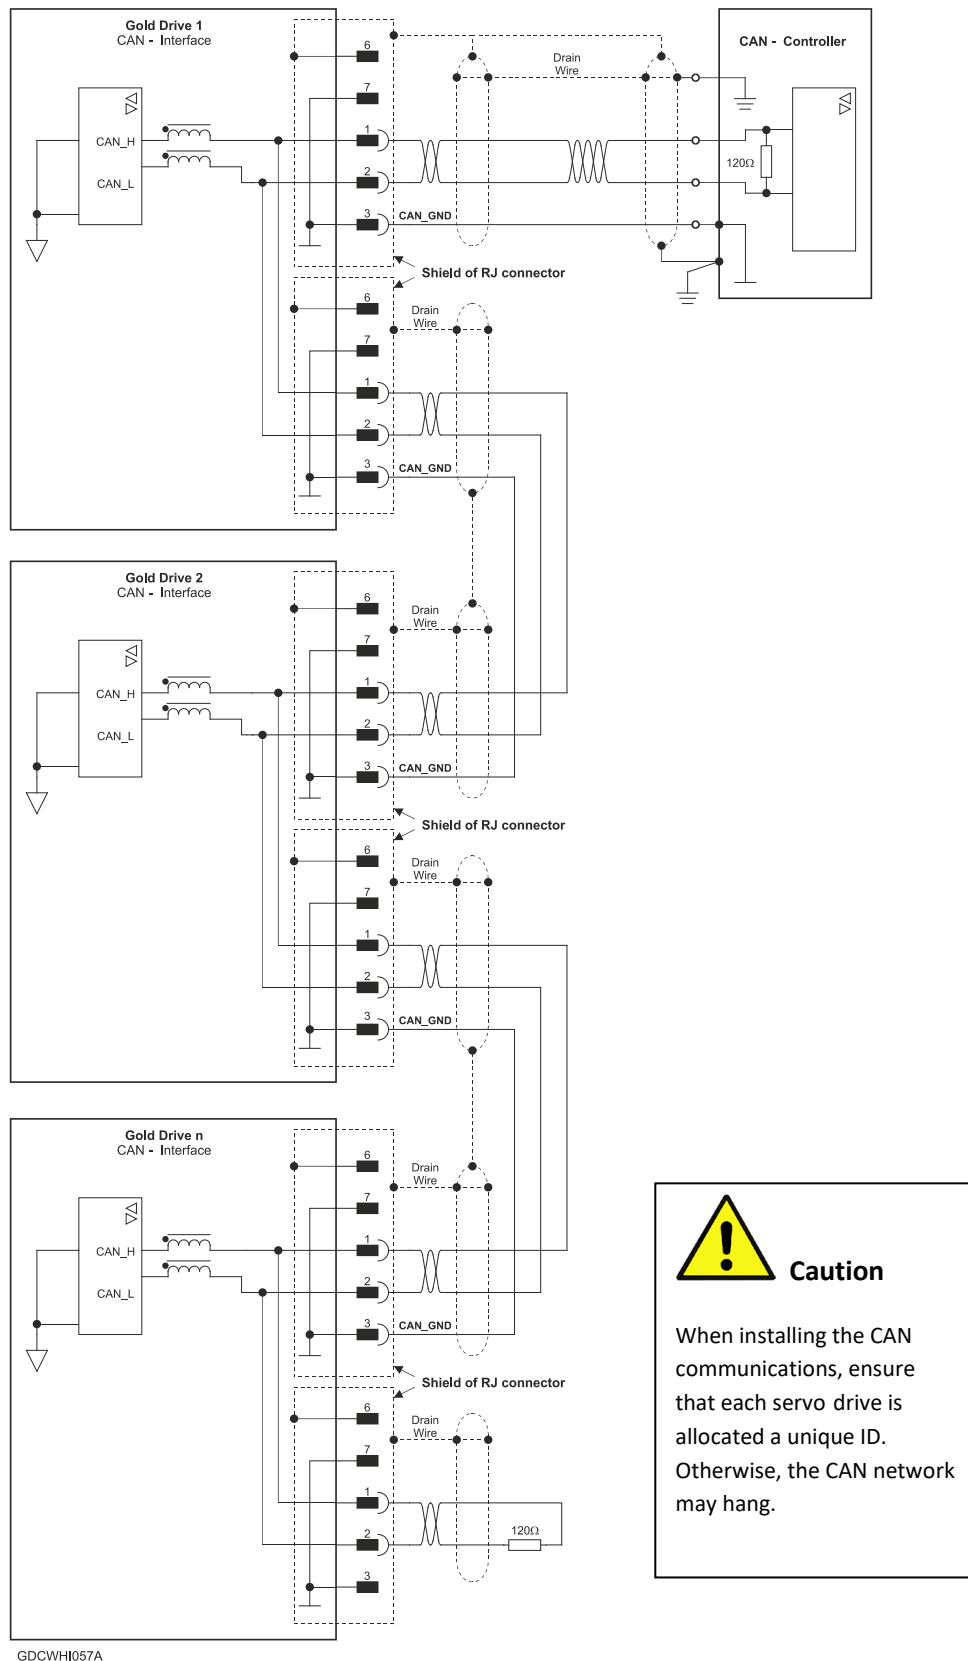 Gold Drive 1
CAN - Interface
CAN_H
CAN_L
6
7
1
2
3
CAN_GND
Drain
Wire
CAN - Controller
120Ω
Shield of RJ connector
6
7
1
2
3
Drain
Wire
CAN_GND
Gold Drive 2
CAN - Interface
CAN_H
CAN_L
6
7
1
2
3
Drain
Wire
CAN_GND
Shield of RJ connector
6
7
1
2
3
Drain
Wire
CAN_GND
Gold Drive n
CAN - Interface
CAN_H
CAN_L
6
7
1
2
3
Drain
Wire
CAN_GND
Shield of RJ connector
6
7
1
2
3
Drain
Wire
120Ω
Caution
When installing the CAN
communications, ensure
that each servo drive is
allocated a unique ID.
Otherwise, the CAN network
may hang.
GDCWHI057A